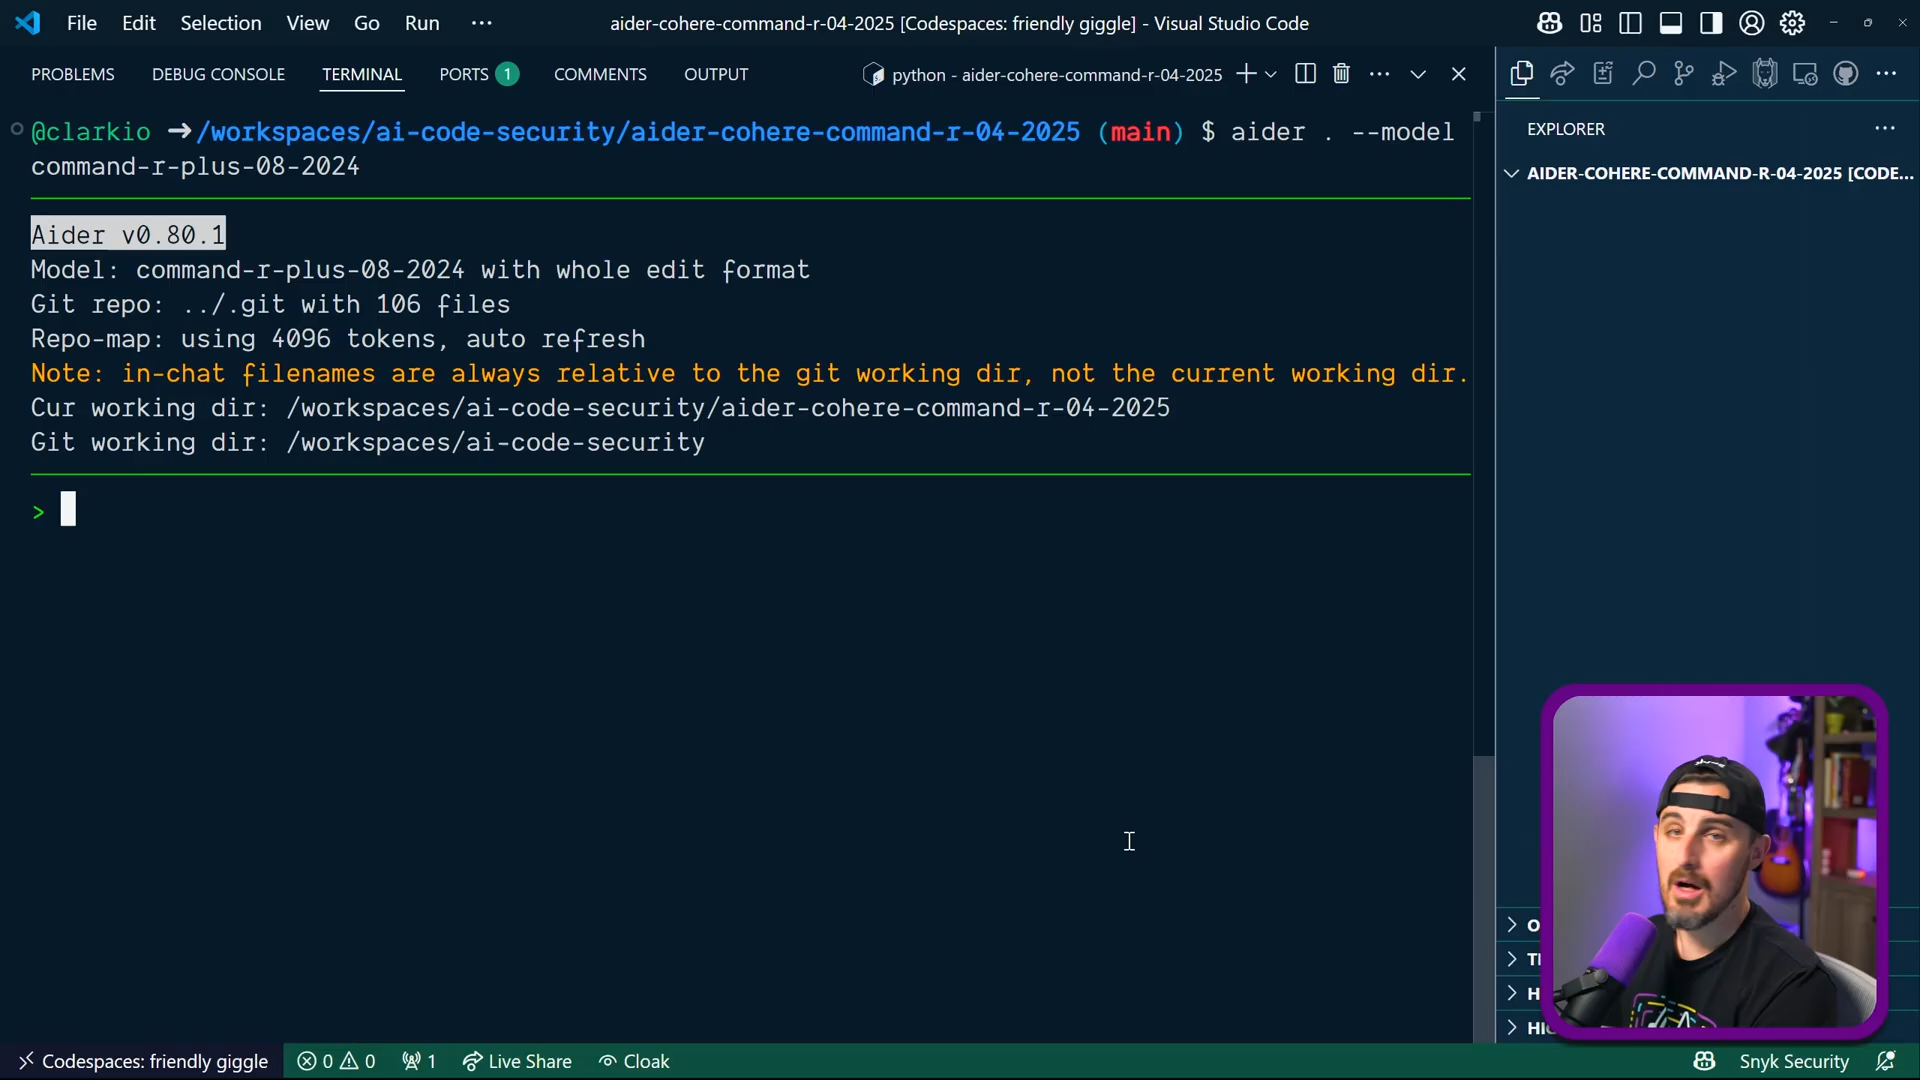 File Edit Selection View Go Run ··· aider-cohere-command-r-04-2025 [Codespaces: friendly giggle] - Visual Studio Code
PROBLEMS DEBUG CONSOLE TERMINAL PORTS 1 COMMENTS OUTPUT python - aider-cohere-command-r-04-2025
@clarkio ➜/workspaces/ai-code-security/aider-cohere-command-r-04-2025 (main) $ aider . --model
command-r-plus-08-2024
Aider v0.80.1
Model: command-r-plus-08-2024 with whole edit format
Git repo: ../.git with 106 files
Repo-map: using 4096 tokens, auto refresh
Note: in-chat filenames are always relative to the git working dir, not the current working dir.
Cur working dir: /workspaces/ai-code-security/aider-cohere-command-r-04-2025
Git working dir: /workspaces/ai-code-security
>
EXPLORER
AIDER-COHERE-COMMAND-R-04-2025 [CODE...
Codespaces: friendly giggle 0 0 1 Live Share Cloak Snyk Security